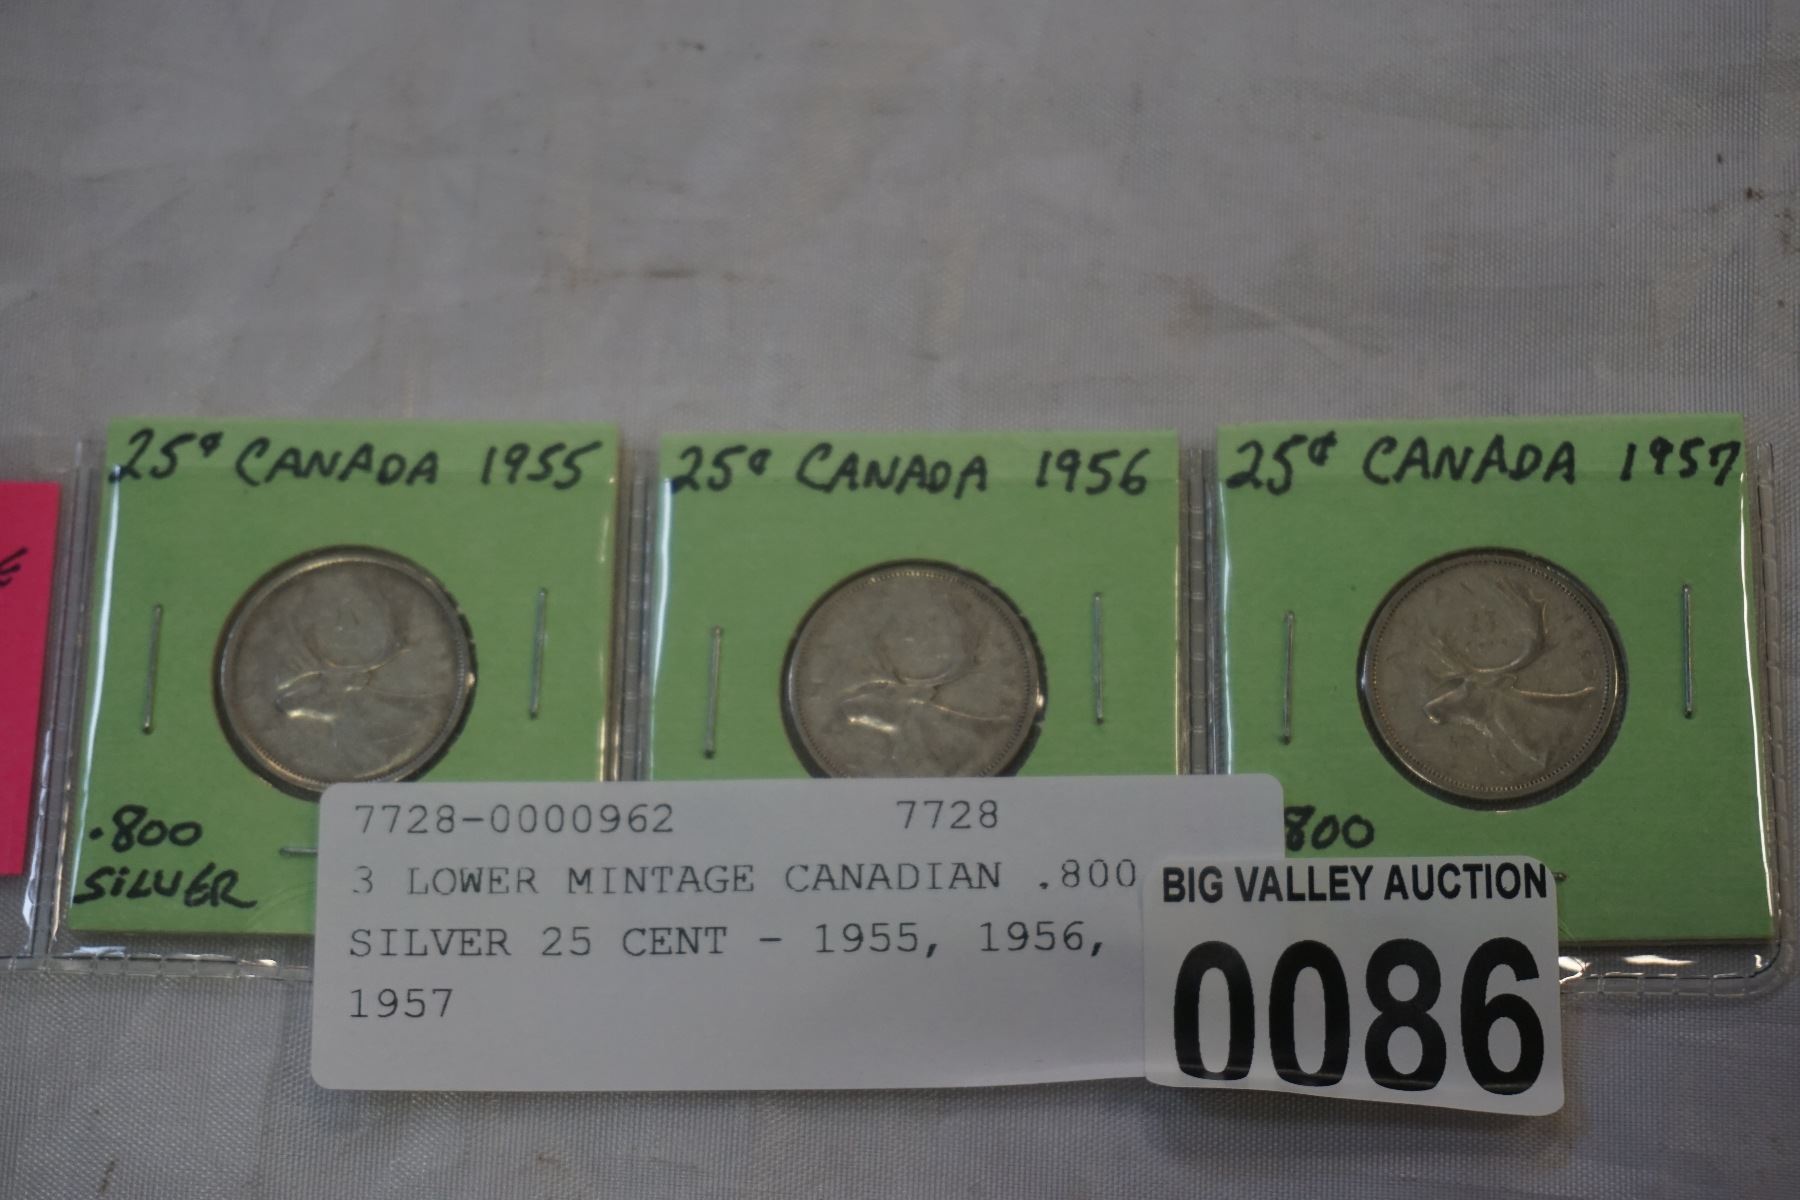 25¢ CANADA 1955
25¢ CANADA 1956
25¢ CANADA 1957
.800
SILVER
800
7728-0000962 7728
3 LOWER MINTAGE CANADIAN .800
SILVER 25 CENT - 1955, 1956,
1957
BIG VALLEY AUCTION
0086